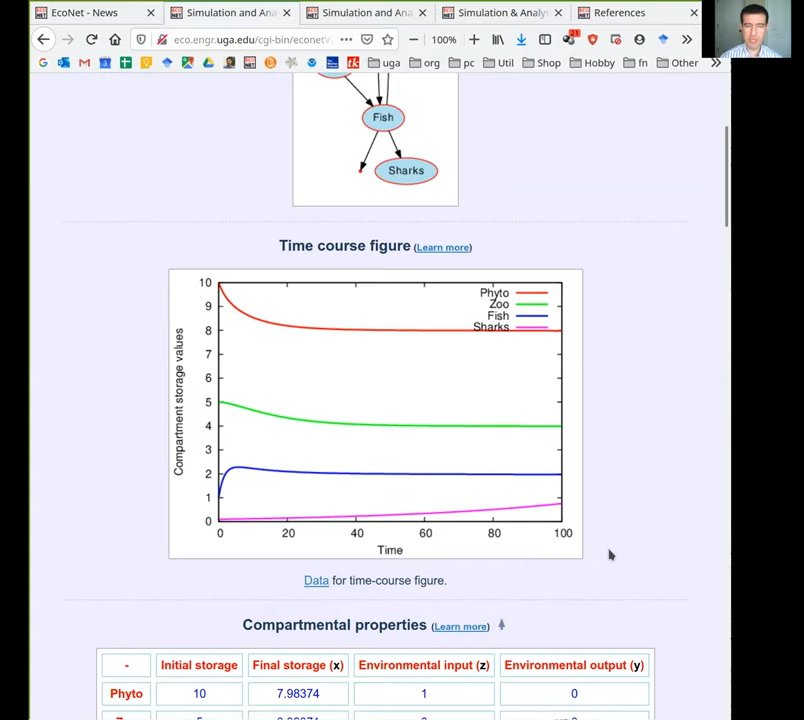 EcoNet - News
Simulation and Ana
Simulation and Ana
Simulation & Analy
References
eco.engr.uga.edu/cgi-bin/econet
100%
21
uga
org
pc
Util
Shop
Hobby
fn
Other
Fish
Sharks
Time course figure (Learn more)
Compartment storage values
10
9
8
7
6
5
4
3
2
1
0
Phyto
Zoo
Fish
Sharks
0 20 40 60 80 100
Time
Data for time-course figure.
Compartmental properties (Learn more)
- Initial storage Final storage (x) Environmental input (z) Environmental output (y)
Phyto 10 7.98374 1 0